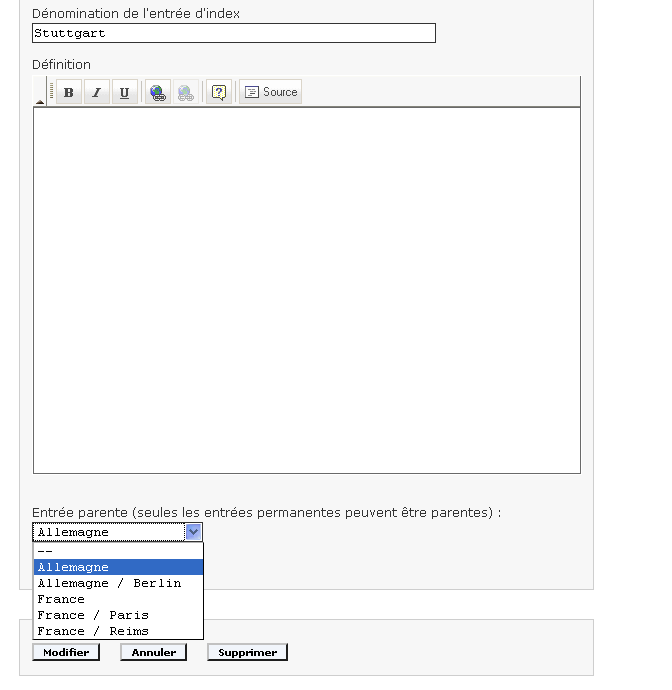 Dénomination de l'entrée d'index
Stuttgart
Définition
B I U Source
Entrée parente (seules les entrées permanentes peuvent être parentes) :
Allemagne
--
Allemagne
Allemagne / Berlin
France
France / Paris
France / Reims
Modifier Annuler Supprimer